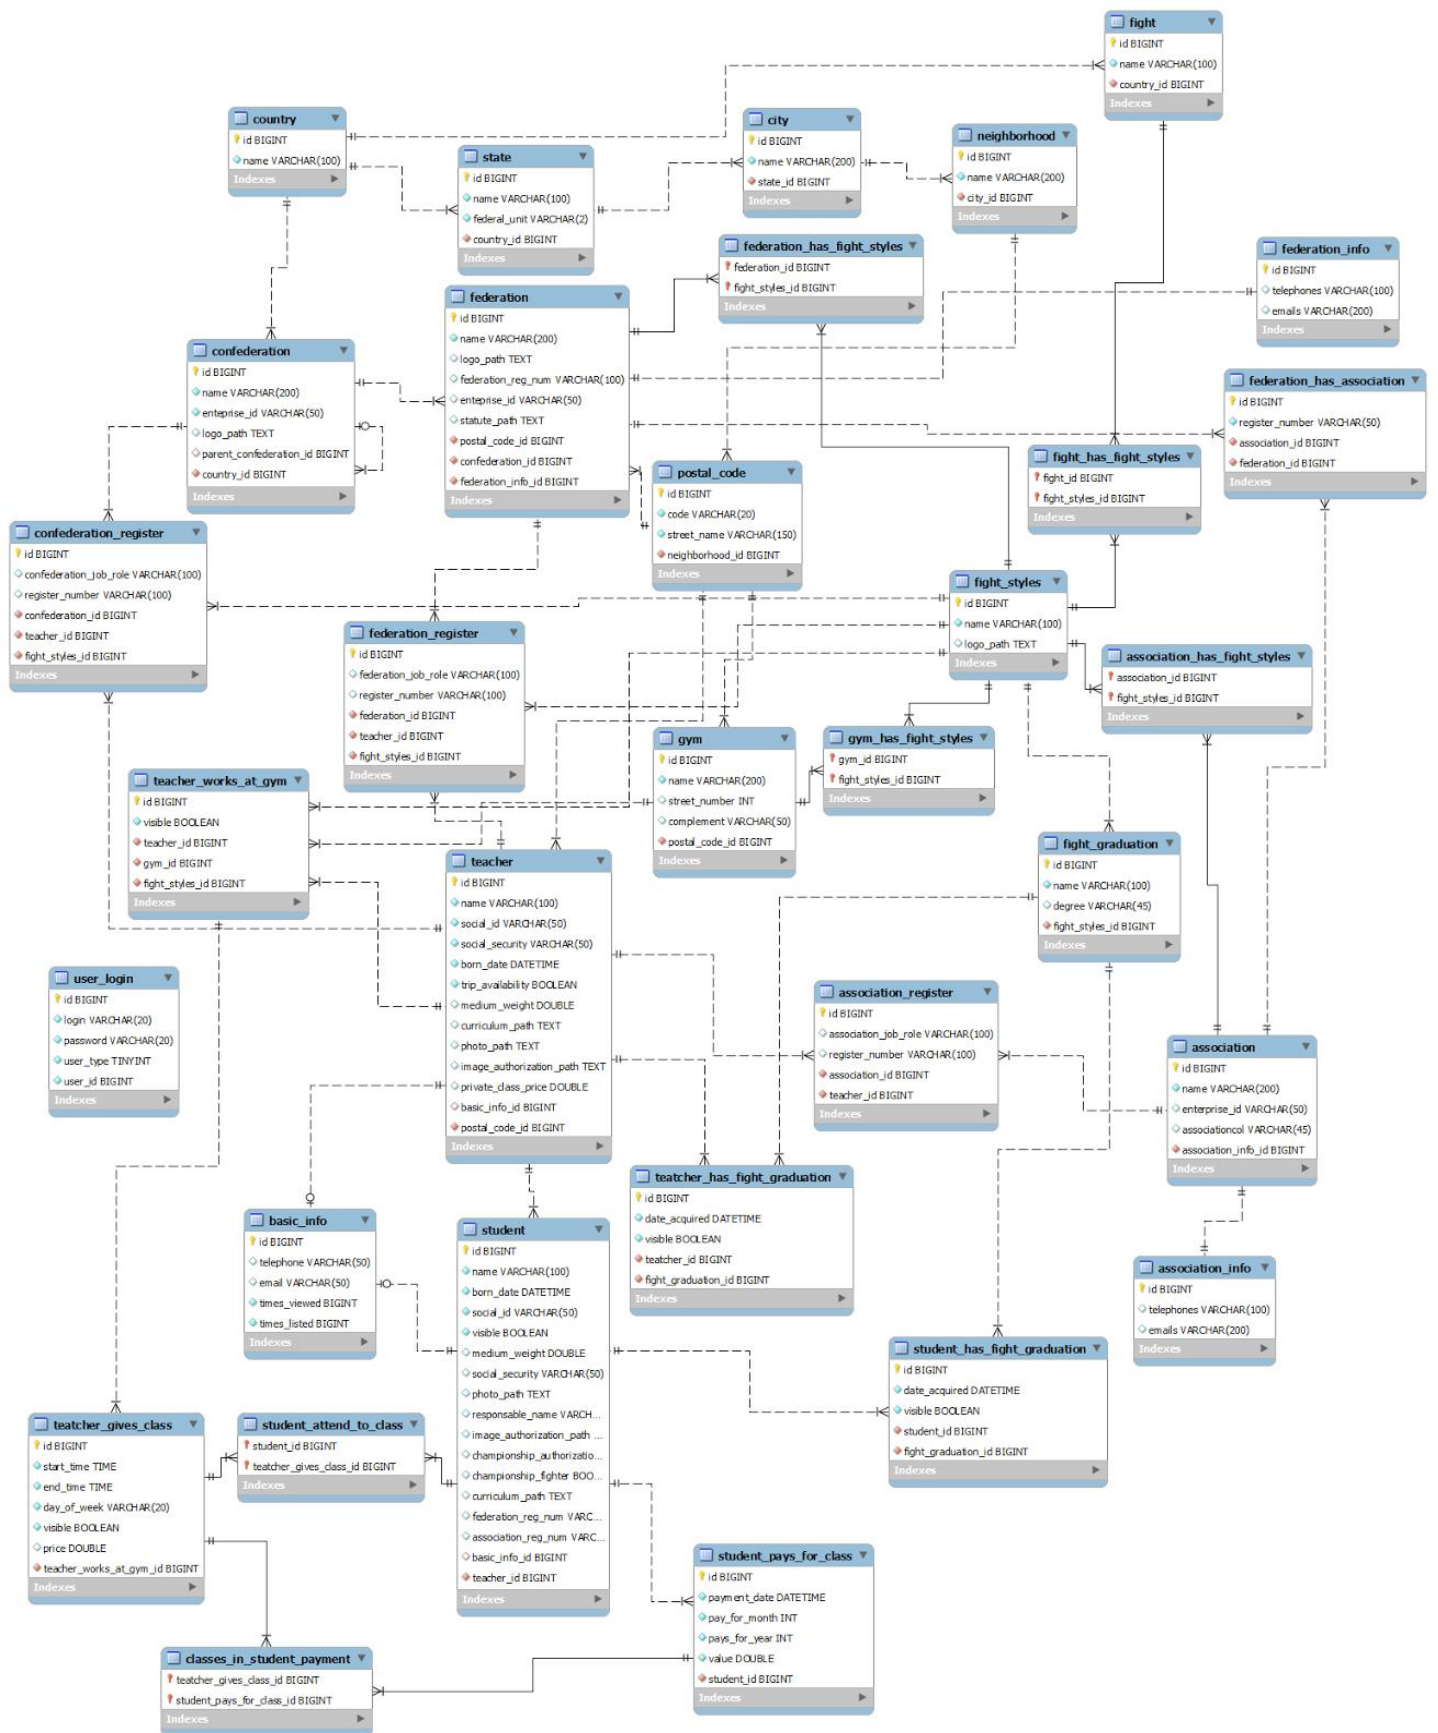 fight
id BIGINT
name VARCHAR(100)
country_id BIGINT
Indexes
country
id BIGINT
name VARCHAR(100)
Indexes
state
id BIGINT
name VARCHAR(100)
federal_unit VARCHAR(2)
country_id BIGINT
Indexes
city
id BIGINT
name VARCHAR(200)
state_id BIGINT
Indexes
neighborhood
id BIGINT
name VARCHAR(200)
city_id BIGINT
Indexes
federation_has_fight_styles
federation_id BIGINT
fight_styles_id BIGINT
Indexes
federation_info
id BIGINT
telephones VARCHAR(100)
emails VARCHAR(200)
Indexes
federation
id BIGINT
name VARCHAR(200)
logo_path TEXT
federation_reg_num VARCHAR(100)
enteprise_id VARCHAR(50)
statute_path TEXT
postal_code_id BIGINT
confederation_id BIGINT
federation_info_id BIGINT
Indexes
confederation
id BIGINT
name VARCHAR(200)
enteprise_id VARCHAR(50)
logo_path TEXT
parent_confederation_id BIGINT
country_id BIGINT
Indexes
federation_has_association
id BIGINT
register_number VARCHAR(50)
association_id BIGINT
federation_id BIGINT
Indexes
fight_has_fight_styles
fight_id BIGINT
fight_styles_id BIGINT
Indexes
postal_code
id BIGINT
code VARCHAR(20)
street_name VARCHAR(150)
neighborhood_id BIGINT
Indexes
confederation_register
id BIGINT
confederation_job_role VARCHAR(100)
register_number VARCHAR(100)
confederation_id BIGINT
teacher_id BIGINT
fight_styles_id BIGINT
Indexes
fight_styles
id BIGINT
name VARCHAR(100)
logo_path TEXT
Indexes
federation_register
id BIGINT
federation_job_role VARCHAR(100)
register_number VARCHAR(100)
federation_id BIGINT
teacher_id BIGINT
fight_styles_id BIGINT
Indexes
association_has_fight_styles
association_id BIGINT
fight_styles_id BIGINT
Indexes
gym
id BIGINT
name VARCHAR(200)
street_number INT
complement VARCHAR(50)
postal_code_id BIGINT
Indexes
gym_has_fight_styles
gym_id BIGINT
fight_styles_id BIGINT
Indexes
teacher_works_at_gym
id BIGINT
visible BOOLEAN
teacher_id BIGINT
gym_id BIGINT
fight_styles_id BIGINT
Indexes
fight_graduation
id BIGINT
name VARCHAR(100)
degree VARCHAR(45)
fight_styles_id BIGINT
Indexes
teacher
id BIGINT
name VARCHAR(100)
social_id VARCHAR(50)
social_security VARCHAR(50)
born_date DATETIME
trip_availability BOOLEAN
medium_weight DOUBLE
curriculum_path TEXT
photo_path TEXT
image_authorization_path TEXT
private_class_price DOUBLE
basic_info_id BIGINT
postal_code_id BIGINT
Indexes
user_login
id BIGINT
login VARCHAR(20)
password VARCHAR(20)
user_type TINYINT
user_id BIGINT
Indexes
association_register
id BIGINT
association_job_role VARCHAR(100)
register_number VARCHAR(100)
association_id BIGINT
teacher_id BIGINT
Indexes
association
id BIGINT
name VARCHAR(200)
enterprise_id VARCHAR(50)
associationcol VARCHAR(45)
association_info_id BIGINT
Indexes
teatcher_has_fight_graduation
id BIGINT
date_acquired DATETIME
visible BOOLEAN
teatcher_id BIGINT
fight_graduation_id BIGINT
Indexes
basic_info
id BIGINT
telephone VARCHAR(50)
email VARCHAR(50)
times_viewed BIGINT
times_listed BIGINT
Indexes
student
id BIGINT
name VARCHAR(100)
born_date DATETIME
social_id VARCHAR(50)
visible BOOLEAN
medium_weight DOUBLE
social_security VARCHAR(50)
photo_path TEXT
responsable_name VARCH...
image_authorization_path ...
championship_authorizatio...
championship_fighter BOO...
curriculum_path TEXT
federation_reg_num VARC...
association_reg_num VARC...
basic_info_id BIGINT
teacher_id BIGINT
Indexes
association_info
id BIGINT
telephones VARCHAR(100)
emails VARCHAR(200)
Indexes
student_has_fight_graduation
id BIGINT
date_acquired DATETIME
visible BOOLEAN
student_id BIGINT
fight_graduation_id BIGINT
Indexes
teatcher_gives_class
id BIGINT
start_time TIME
end_time TIME
day_of_week VARCHAR(20)
visible BOOLEAN
price DOUBLE
teacher_works_at_gym_id BIGINT
Indexes
student_attend_to_class
student_id BIGINT
teatcher_gives_class_id BIGINT
Indexes
student_pays_for_class
id BIGINT
payment_date DATETIME
pay_for_month INT
pays_for_year INT
value DOUBLE
student_id BIGINT
Indexes
classes_in_student_payment
teatcher_gives_class_id BIGINT
student_pays_for_class_id BIGINT
Indexes